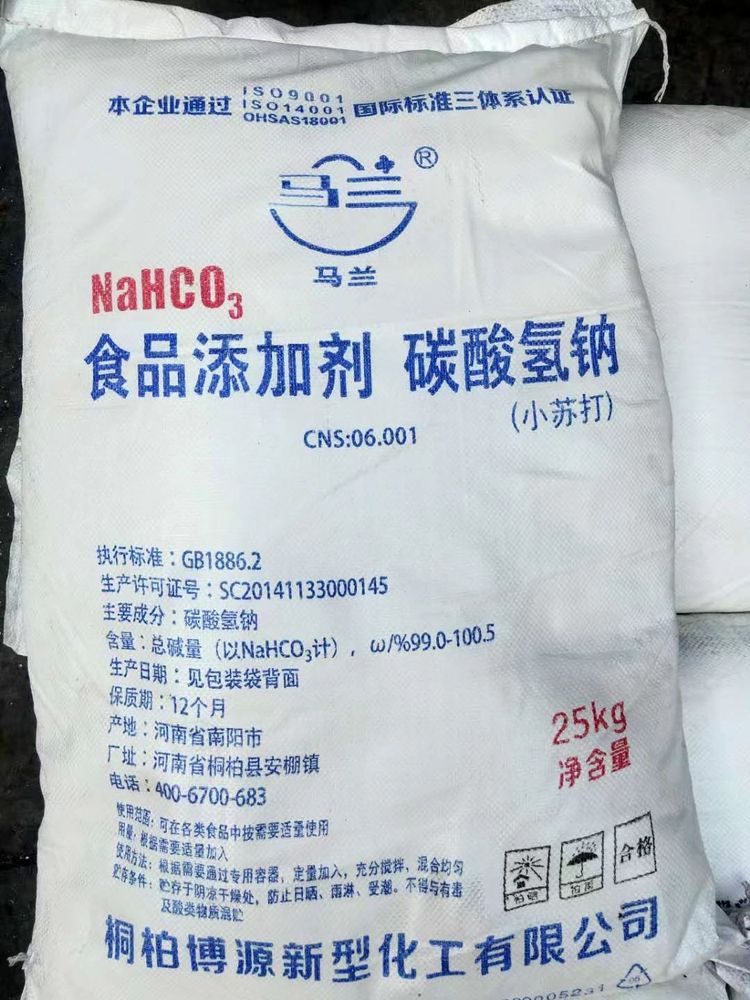 本企业通过 ISO9001 ISO14001 OHSAS18001 国际标准三体系认证
马兰®
马兰
NaHCO₃
食品添加剂 碳酸氢钠
(小苏打)
CNS:06.001
执行标准：GB1886.2
生产许可证号：SC20141133000145
主要成分：碳酸氢钠
含量：总碱量（以NaHCO₃计），ω/%99.0-100.5
生产日期：见包装袋背面
保质期：12个月
产地：河南省南阳市
厂址：河南省桐柏县安棚镇
电话：400-6700-683
25kg
净含量
使用范围：可在各类食品中按需要适量使用
用量：根据需要适量加入
使用方法：根据需要通过专用容器，定量加入，充分搅拌，混合均匀
贮存条件：贮存于阴凉干燥处，防止日晒、雨淋、受潮。不得与有毒
及酸类物质混贮
怕晒
怕雨
合格
桐柏博源新型化工有限公司